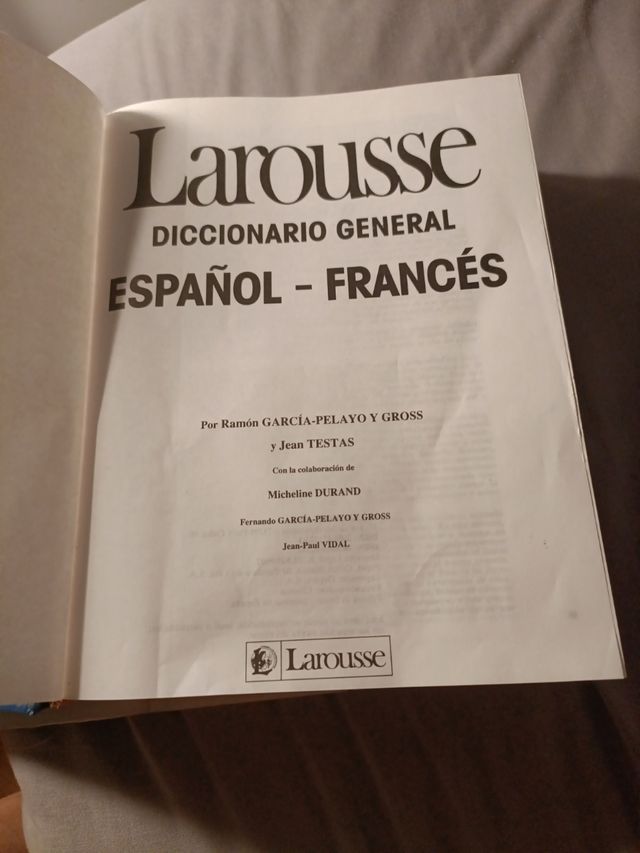 Larousse
DICCIONARIO GENERAL
ESPAÑOL - FRANCÉS
Por Ramón GARCÍA-PELAYO Y GROSS
y Jean TESTAS
Con la colaboración de
Micheline DURAND
Fernando GARCÍA-PELAYO Y GROSS
Jean-Paul VIDAL
Larousse